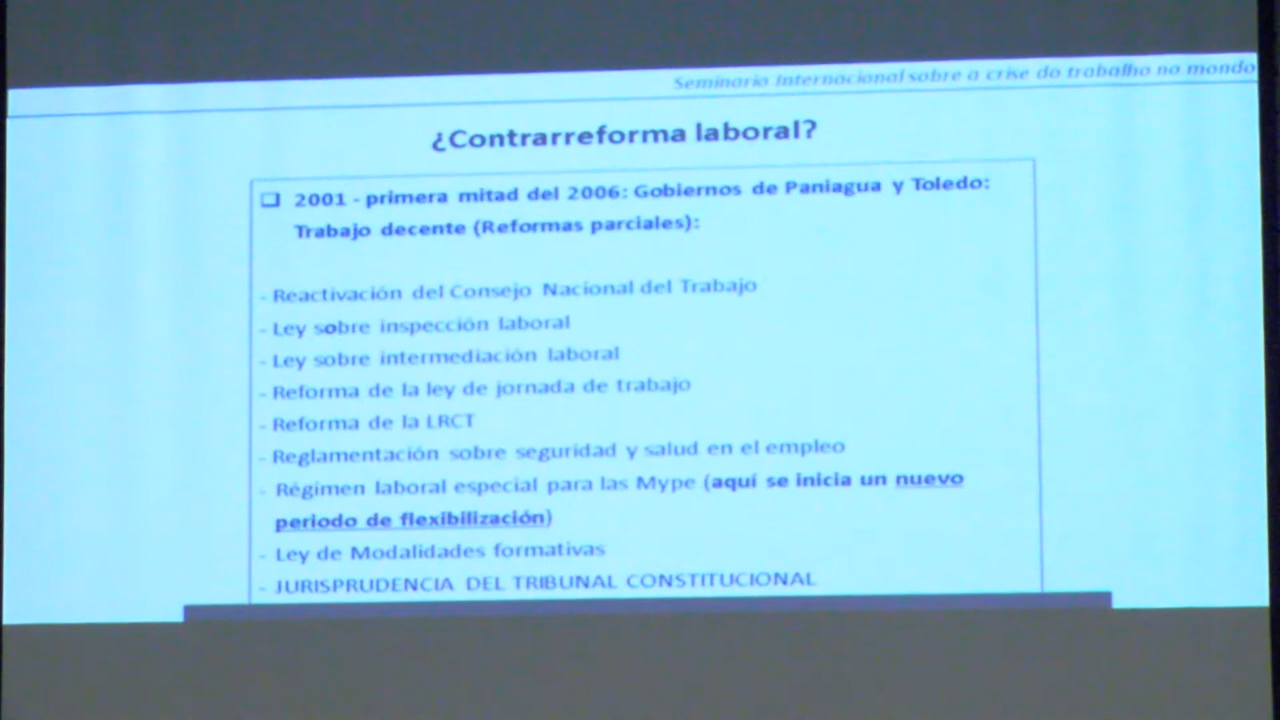 Seminario Internacional sobre a crise do trabalho no mondo
¿Contrarreforma laboral?
❑ 2001 - primera mitad del 2006: Gobiernos de Paniagua y Toledo:
Trabajo decente (Reformas parciales):
- Reactivación del Consejo Nacional del Trabajo
- Ley sobre inspección laboral
- Ley sobre intermediación laboral
- Reforma de la ley de jornada de trabajo
- Reforma de la LRCT
- Reglamentación sobre seguridad y salud en el empleo
- Régimen laboral especial para las Mype (aquí se inicia un nuevo
periodo de flexibilización)
- Ley de Modalidades formativas
- JURISPRUDENCIA DEL TRIBUNAL CONSTITUCIONAL